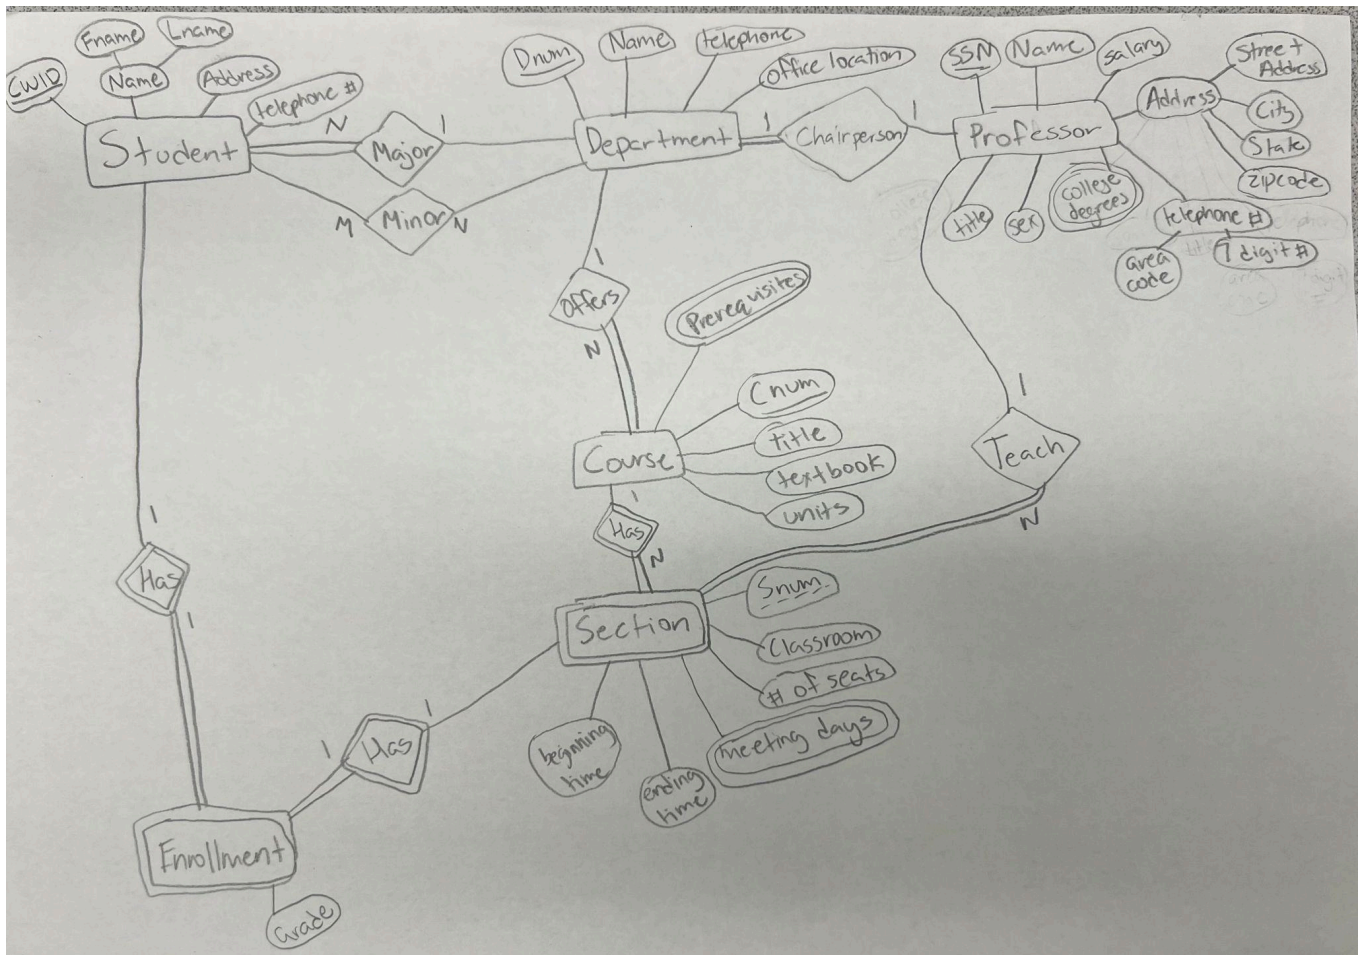 CWID
Fname
Lname
Name
Address
telephone #
Student
N
Major
1
M
Minor
N
Dnum
Name
telephone
office location
Department
1
Chairperson
1
SSN
Name
salary
Address
Street
Address
City
State
Zipcode
Professor
title
sex
college
degrees
telephone #
area
code
7 digit #
1
Offers
N
Prerequisites
Cnum
title
textbook
units
Course
1
Has
N
1
Teach
N
Section
Snum
Classroom
# of seats
meeting days
beginning
time
ending
time
1
Has
1
1
Has
1
Enrollment
Grade